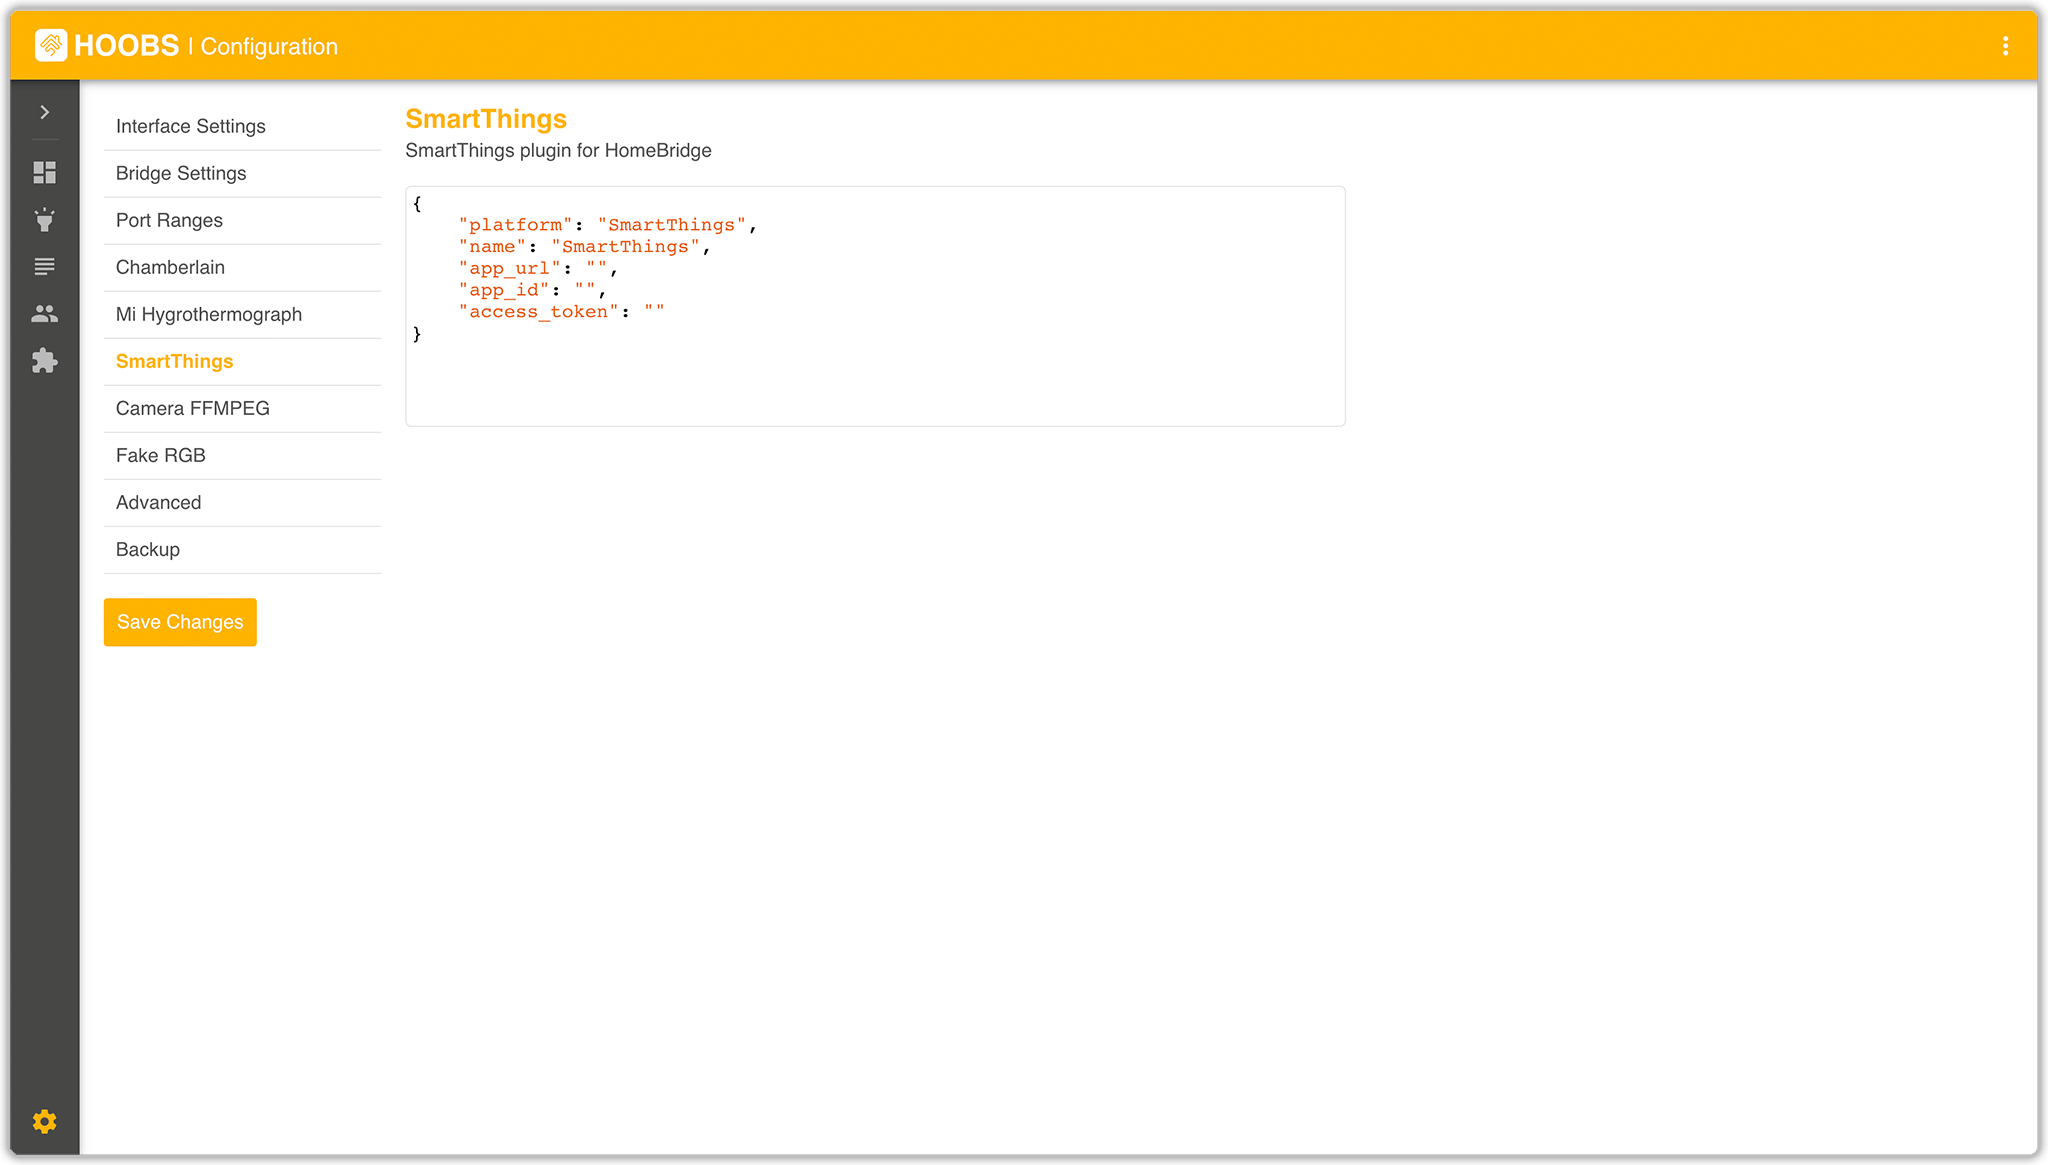 HOOBS | Configuration
Interface Settings
Bridge Settings
Port Ranges
Chamberlain
Mi Hygrothermograph
SmartThings
Camera FFMPEG
Fake RGB
Advanced
Backup
Save Changes
SmartThings
SmartThings plugin for HomeBridge
{
    "platform": "SmartThings",
    "name": "SmartThings",
    "app_url": "",
    "app_id": "",
    "access_token": ""
}